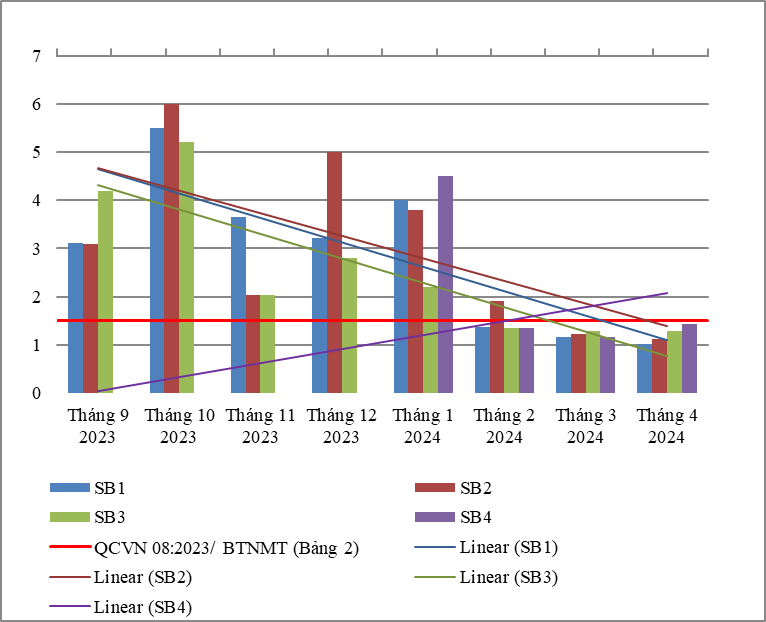 7
6
5
4
3
2
1
0
Tháng 9 Tháng 10 Tháng 11 Tháng 12 Tháng 1 Tháng 2 Tháng 3 Tháng 4
2023 2023 2023 2023 2024 2024 2024 2024
SB1 SB2
SB3 SB4
QCVN 08:2023/ BTNMT (Bảng 2) Linear (SB1)
Linear (SB2) Linear (SB3)
Linear (SB4)